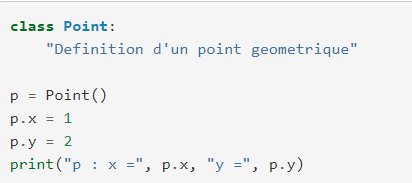 class Point:
    "Definition d'un point geometrique"

p = Point()
p.x = 1
p.y = 2
print("p : x =", p.x, "y =", p.y)